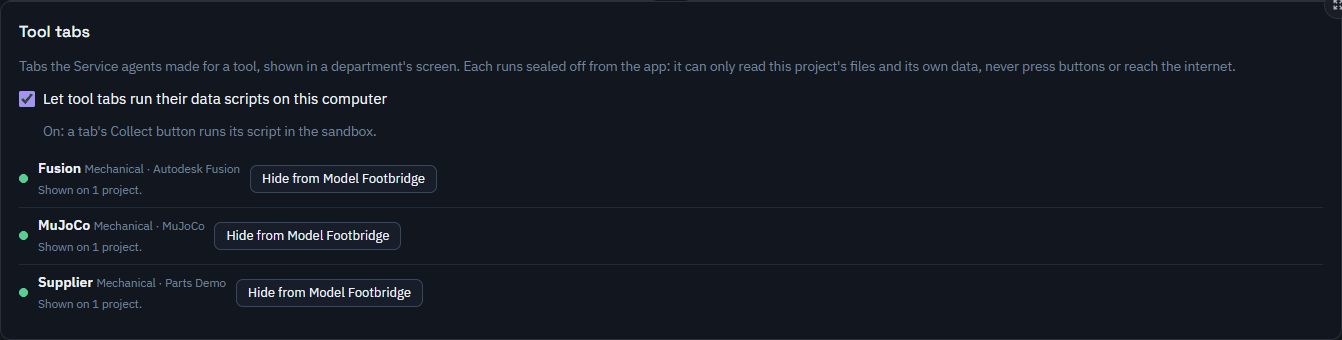 Tool tabs
Tabs the Service agents made for a tool, shown in a department's screen. Each runs sealed off from the app: it can only read this project's files and its own data, never press buttons or reach the internet.
Let tool tabs run their data scripts on this computer
On: a tab's Collect button runs its script in the sandbox.
Fusion Mechanical · Autodesk Fusion
Shown on 1 project.
Hide from Model Footbridge
MuJoCo Mechanical · MuJoCo
Shown on 1 project.
Hide from Model Footbridge
Supplier Mechanical · Parts Demo
Shown on 1 project.
Hide from Model Footbridge